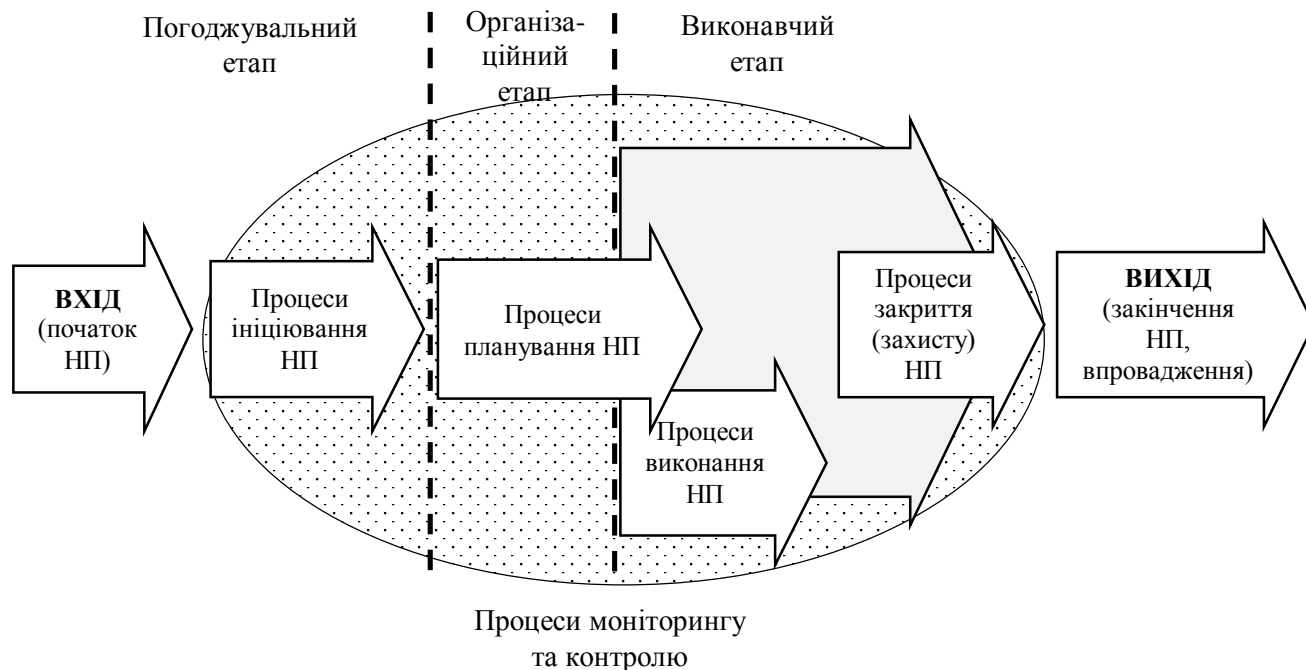 Погоджувальний
етап
Організа-
ційний
етап
Виконавчий
етап
ВХІД
(початок
НП)
Процеси
ініціювання
НП
Процеси
планування НП
Процеси
виконання
НП
Процеси
закриття
(захисту)
НП
ВИХІД
(закінчення
НП,
впровадження)
Процеси моніторингу
та контролю